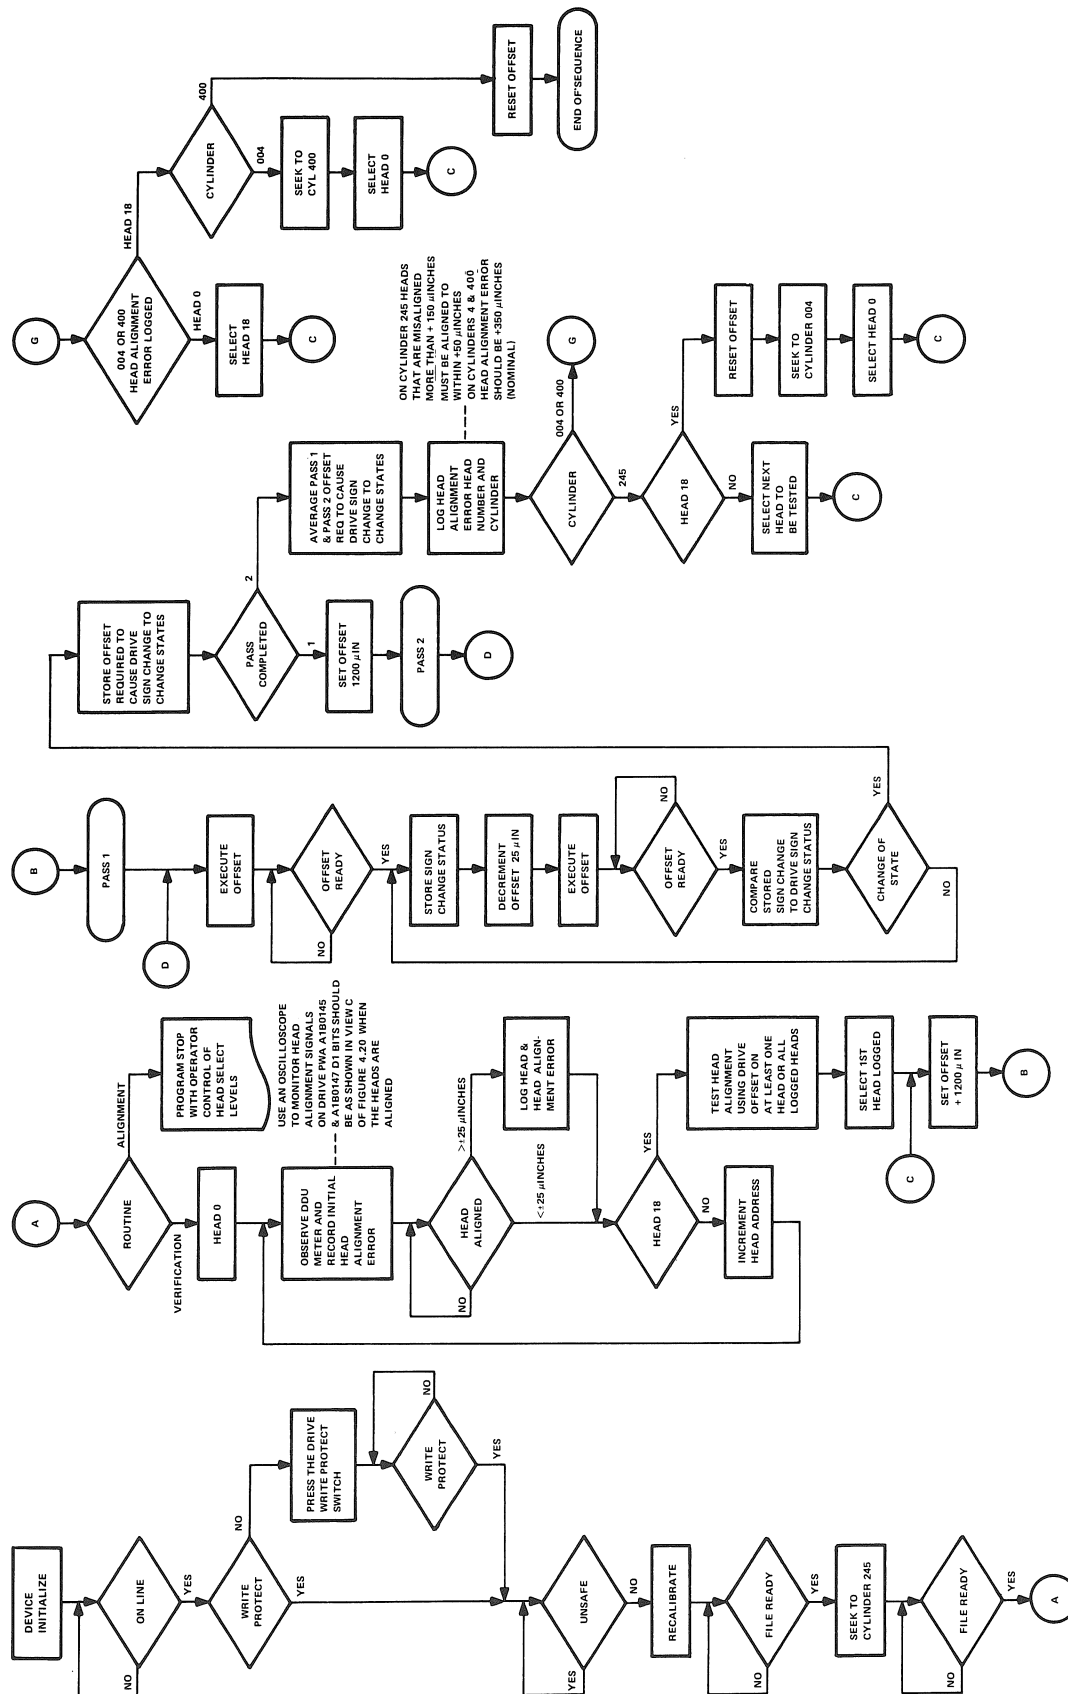 DEVICE
INITIALIZE
ON LINE
NO
YES
WRITE
PROTECT
NO
YES
PRESS THE DRIVE
WRITE PROTECT
SWITCH
WRITE
PROTECT
NO
YES
UNSAFE
YES
NO
RECALIBRATE
FILE READY
NO
YES
SEEK TO
CYLINDER 245
FILE READY
NO
YES
A
A
ROUTINE
ALIGNMENT
VERIFICATION
PROGRAM STOP
WITH OPERATOR
CONTROL OF
HEAD SELECT
LEVELS
HEAD 0
OBSERVE DDU
METER AND
RECORD INITIAL
HEAD
ALIGNMENT
ERROR
USE AN OSCILLOSCOPE
TO MONITOR HEAD
ALIGNMENT SIGNALS
ON DRIVE PWA A1B0145
& A1B0147 D1 BITS SHOULD
BE AS SHOWN IN VIEW C
OF FIGURE 4.20 WHEN
THE HEADS ARE
ALIGNED
HEAD
ALIGNED
NO
>±25 µINCHES
<±25 µINCHES
LOG HEAD &
HEAD ALIGN-
MENT ERROR
HEAD 18
YES
NO
INCREMENT
HEAD ADDRESS
TEST HEAD
ALIGNMENT
USING DRIVE
OFFSET ON
AT LEAST ONE
HEAD OR ALL
LOGGED HEADS
SELECT 1ST
HEAD LOGGED
C
SET OFFSET
+ 1200 µ IN
B
B
PASS 1
D
EXECUTE
OFFSET
OFFSET
READY
NO
YES
STORE SIGN
CHANGE STATUS
DECREMENT
OFFSET 25 µIN
EXECUTE
OFFSET
OFFSET
READY
NO
YES
COMPARE
STORED
SIGN CHANGE
TO DRIVE SIGN
CHANGE STATUS
CHANGE OF
STATE
YES
NO
STORE OFFSET
REQUIRED TO
CAUSE DRIVE
SIGN CHANGE TO
CHANGE STATES
PASS
COMPLETED
2
1
SET OFFSET
1200 µ IN
PASS 2
D
AVERAGE PASS 1
& PASS 2 OFFSET
REQ TO CAUSE
DRIVE SIGN
CHANGE TO
CHANGE STATES
LOG HEAD
ALIGNMENT
ERROR HEAD
NUMBER AND
CYLINDER
ON CYLINDER 245 HEADS
THAT ARE MISALIGNED
MORE THAN + 150 µINCHES
MUST BE ALIGNED TO
WITHIN +50 µINCHES
ON CYLINDERS 4 & 400
HEAD ALIGNMENT ERROR
SHOULD BE +350 µINCHES
(NOMINAL)
CYLINDER
004 OR 400
G
245
HEAD 18
YES
NO
SELECT NEXT
HEAD TO
BE TESTED
C
RESET OFFSET
SEEK TO
CYLINDER 004
SELECT HEAD 0
C
G
004 OR 400
HEAD ALIGNMENT
ERROR LOGGED
HEAD 18
HEAD 0
SELECT
HEAD 18
C
CYLINDER
400
004
SEEK TO
CYL 400
SELECT
HEAD 0
C
RESET OFFSET
END OF SEQUENCE